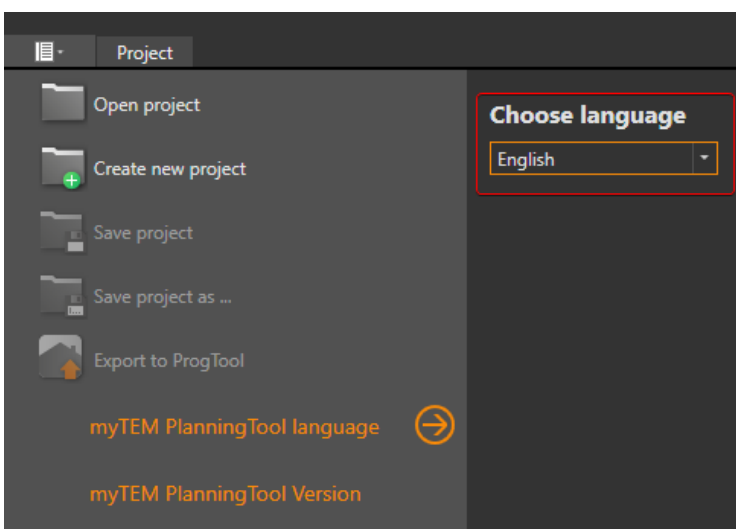 Project
Open project
Create new project
Save project
Save project as ...
Export to ProgTool
myTEM PlanningTool language
myTEM PlanningTool Version
Choose language
English